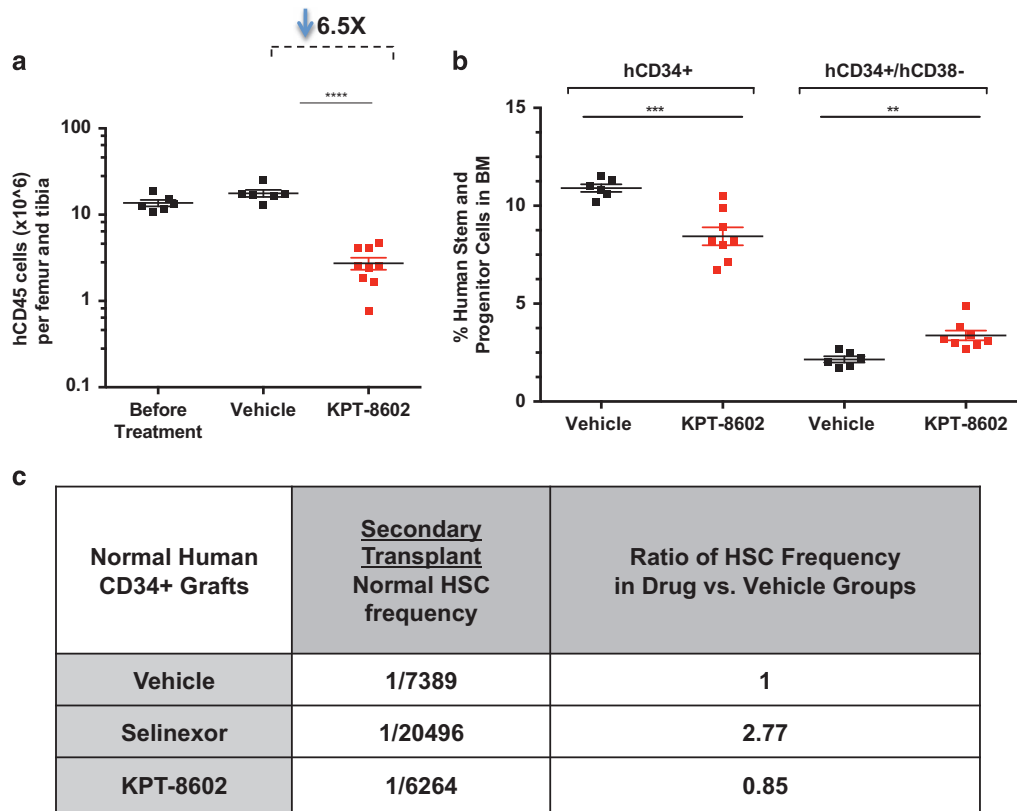 6.5X
a
****
hCD45 cells (x10^6)
per femur and tibia
100
10
1
0.1
Before
Treatment
Vehicle
KPT-8602
b
hCD34+
hCD34+/hCD38-
***
**
% Human Stem and
Progenitor Cells in BM
15
10
5
0
Vehicle
KPT-8602
Vehicle
KPT-8602
c
Normal Human
CD34+ Grafts
Secondary
Transplant
Normal HSC
frequency
Ratio of HSC Frequency
in Drug vs. Vehicle Groups
Vehicle
1/7389
1
Selinexor
1/20496
2.77
KPT-8602
1/6264
0.85